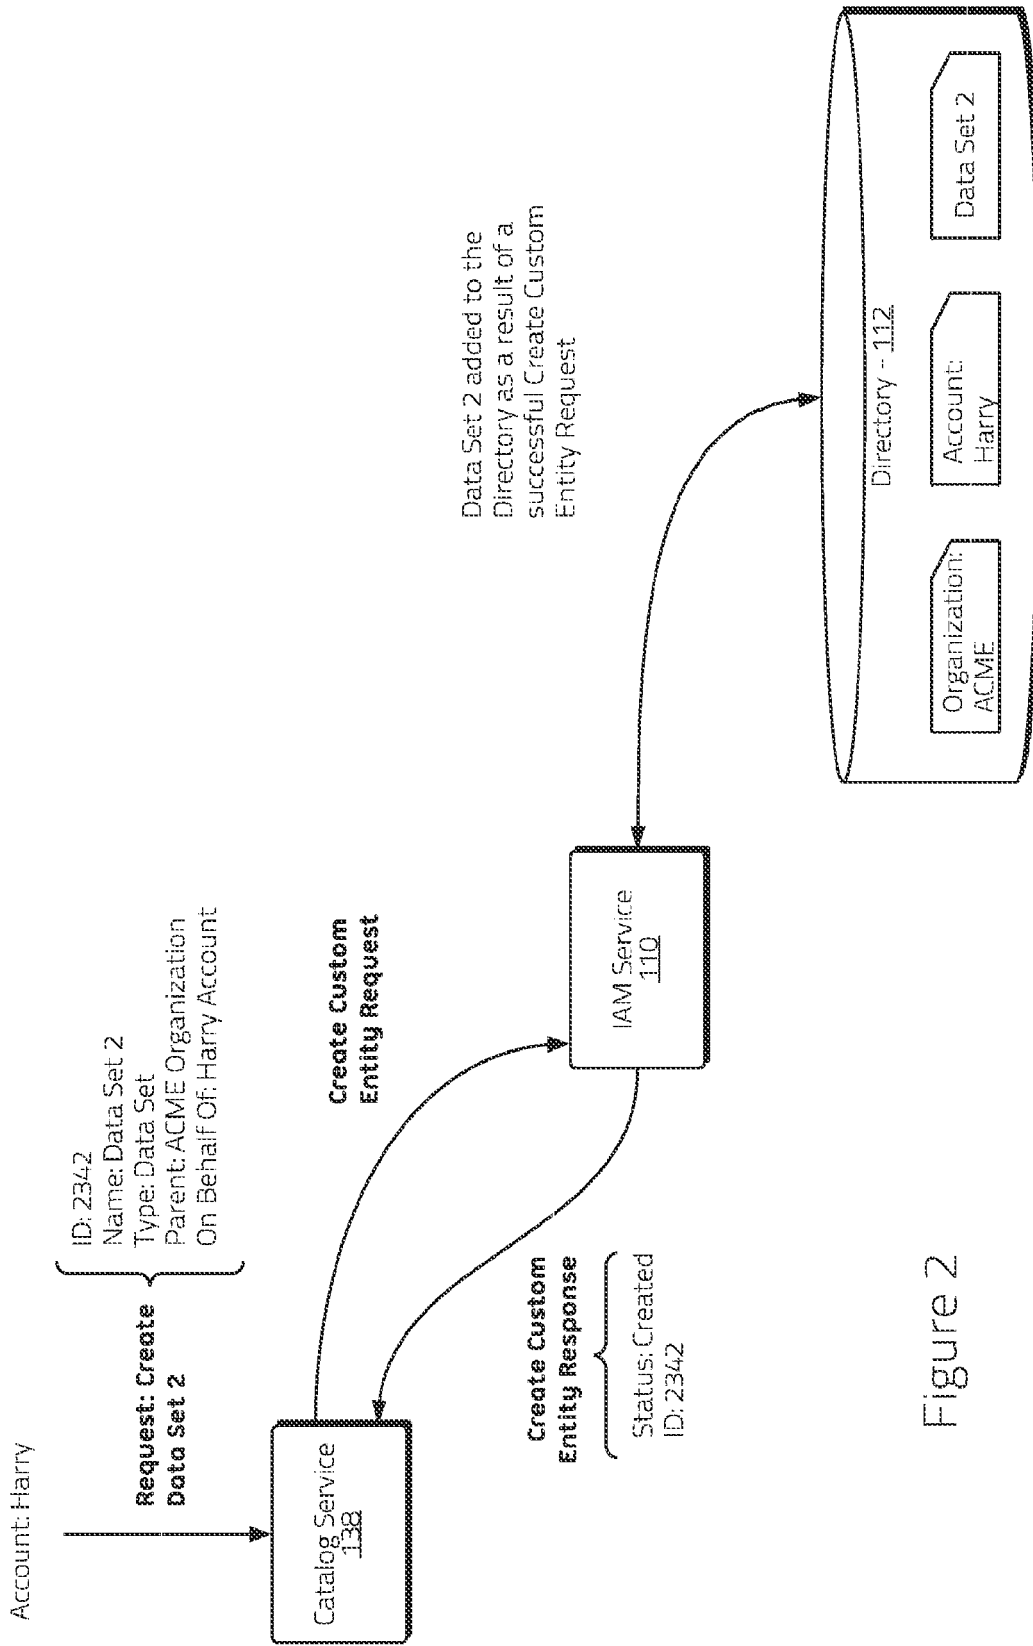 Account: Harry
Request: Create
Data Set 2
ID: 2342
Name: Data Set 2
Type: Data Set
Parent: ACME Organization
On Behalf Of: Harry Account
Catalog Service
138
Create Custom
Entity Request
Create Custom
Entity Response
Status: Created
ID: 2342
IAM Service
110
Data Set 2 added to the
Directory as a result of a
successful Create Custom
Entity Request
Directory - 112
Organization:
ACME
Account:
Harry
Data Set 2
Figure 2